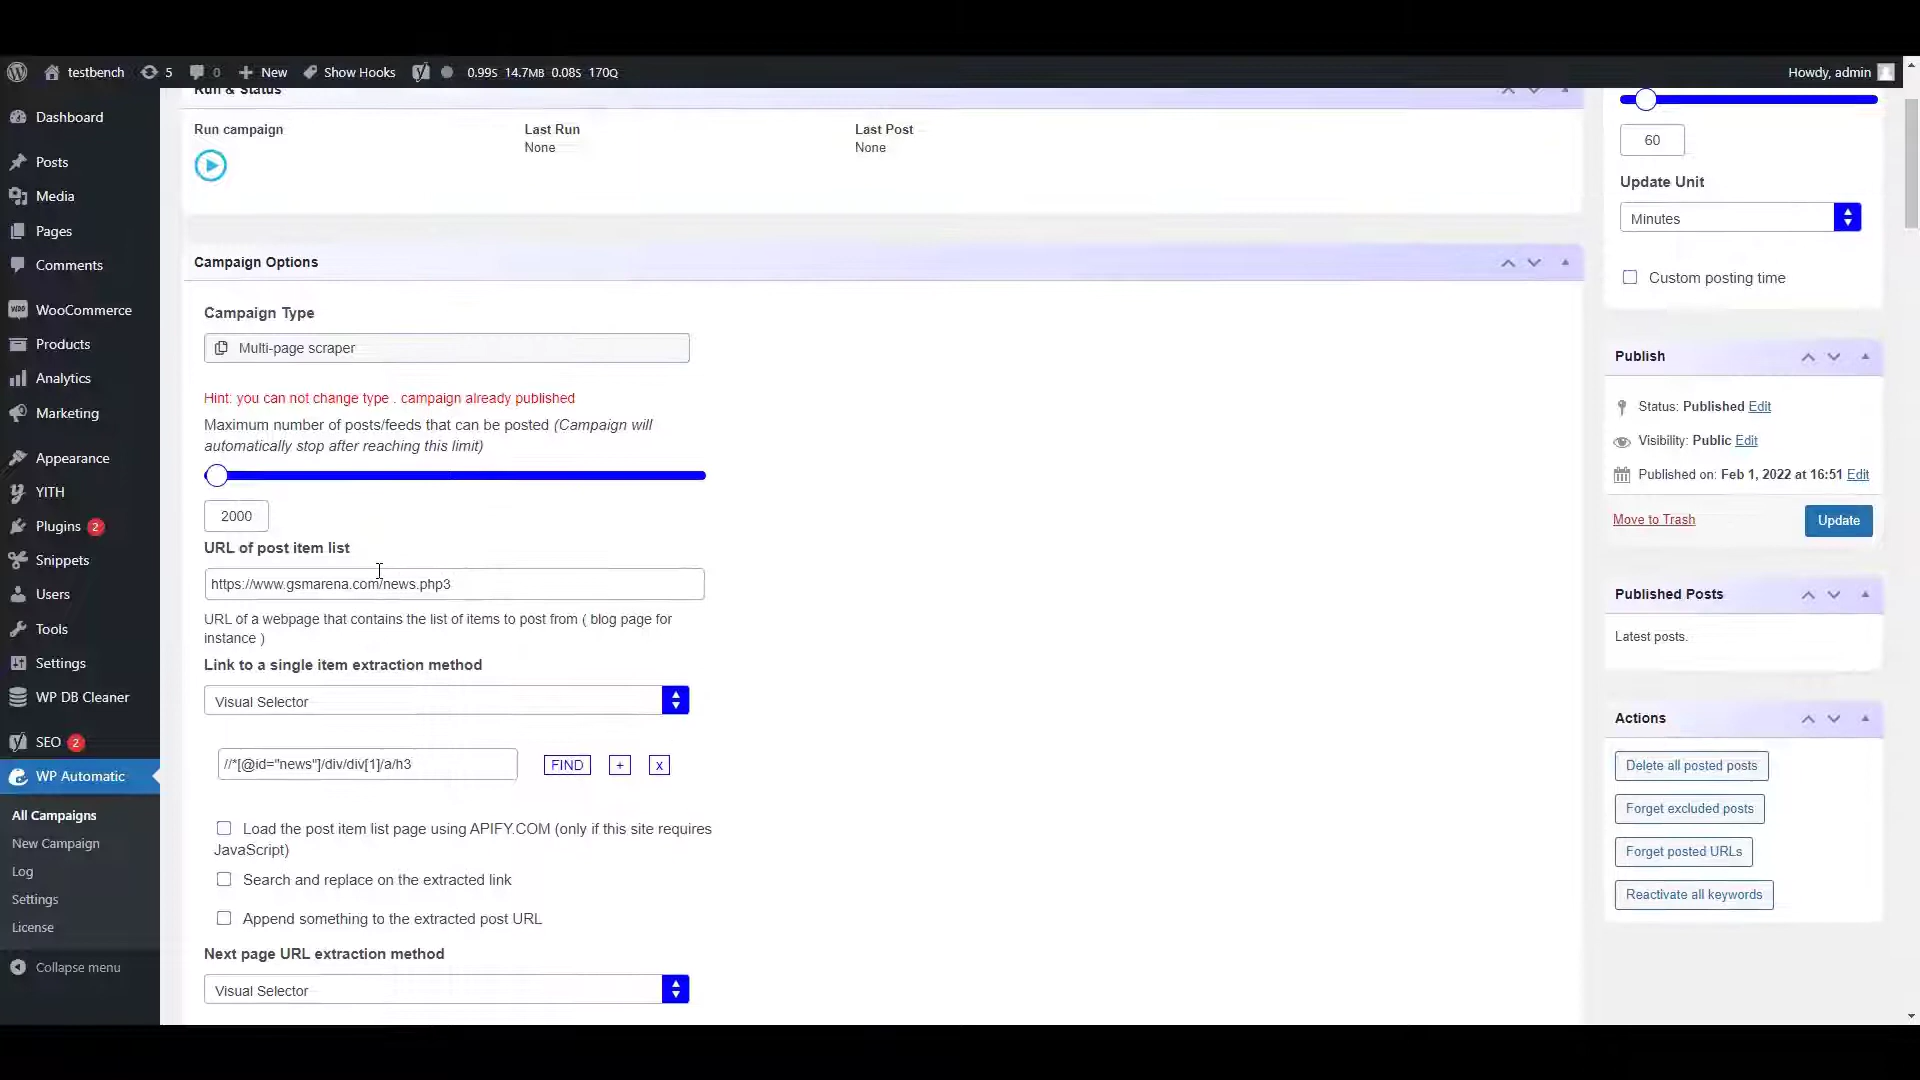 testbench
5
0
New
Show Hooks
0.99S 14.7MB 0.08S 170Q
Howdy, admin
Dashboard
Posts
Media
Pages
Comments
WooCommerce
Products
Analytics
Marketing
Appearance
YITH
Plugins 2
Snippets
Users
Tools
Settings
WP DB Cleaner
SEO 2
WP Automatic
All Campaigns
New Campaign
Log
Settings
License
Collapse menu
Run & Status
Run campaign
Last Run
None
Last Post
None
Campaign Options
Campaign Type
Multi-page scraper
Hint: you can not change type . campaign already published
Maximum number of posts/feeds that can be posted (Campaign will
automatically stop after reaching this limit)
2000
URL of post item list
https://www.gsmarena.com/news.php3
URL of a webpage that contains the list of items to post from ( blog page for
instance )
Link to a single item extraction method
Visual Selector
//*[@id="news"]/div/div[1]/a/h3
FIND
+
x
Load the post item list page using APIFY.COM (only if this site requires
JavaScript)
Search and replace on the extracted link
Append something to the extracted post URL
Next page URL extraction method
Visual Selector
60
Update Unit
Minutes
Custom posting time
Publish
Status: Published Edit
Visibility: Public Edit
Published on: Feb 1, 2022 at 16:51 Edit
Move to Trash
Update
Published Posts
Latest posts.
Actions
Delete all posted posts
Forget excluded posts
Forget posted URLs
Reactivate all keywords